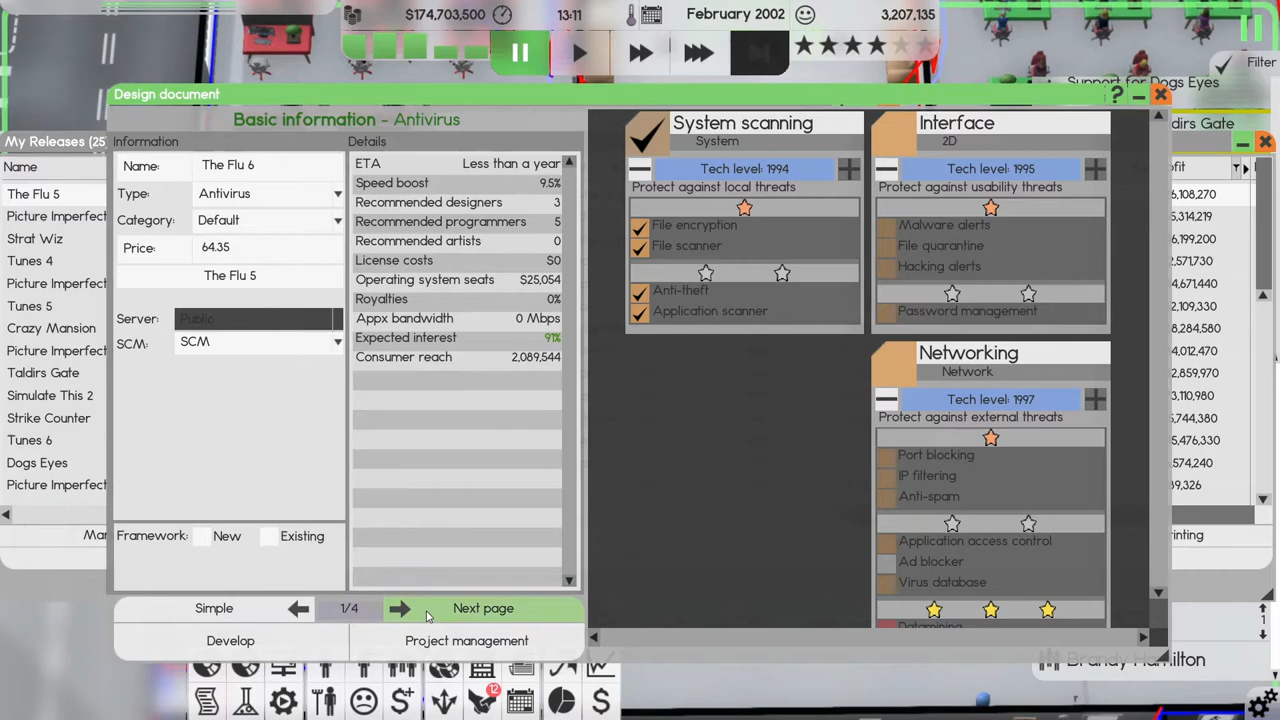 $174,703,500
13:11
February 2002
3,207,135
Filter
Support for Dogs Eyes
Design document
?
Basic information - Antivirus
Information
Name: The Flu 6
Type: Antivirus
Category: Default
Price: 64.35
The Flu 5
Server: Public
SCM: SCM
Framework: New Existing
Details
ETA Less than a year
Speed boost 9.5%
Recommended designers 3
Recommended programmers 5
Recommended artists 0
License costs $0
Operating system seats $25,054
Royalties 0%
Appx bandwidth 0 Mbps
Expected interest 91%
Consumer reach 2,089,544
Simple
1/4
Next page
Develop
Project management
System scanning
System
Tech level: 1994
Protect against local threats
File encryption
File scanner
Anti-theft
Application scanner
Interface
2D
Tech level: 1995
Protect against usability threats
Malware alerts
File quarantine
Hacking alerts
Password management
Networking
Network
Tech level: 1997
Protect against external threats
Port blocking
IP filtering
Anti-spam
Application access control
Ad blocker
Virus database
Datamining
My Releases (25
Name
The Flu 5
Picture Imperfect
Strat Wiz
Tunes 4
Picture Imperfect
Tunes 5
Crazy Mansion
Picture Imperfect
Taldirs Gate
Simulate This 2
Strike Counter
Tunes 6
Dogs Eyes
Picture Imperfect
Mar
aldirs Gate
ofit
6,108,270
5,314,219
6,199,200
2,571,730
4,671,440
2,109,330
8,284,580
4,012,470
2,859,970
3,110,980
5,744,380
5,476,330
,574,240
89,326
inting
1
Brandy Hamilton
12